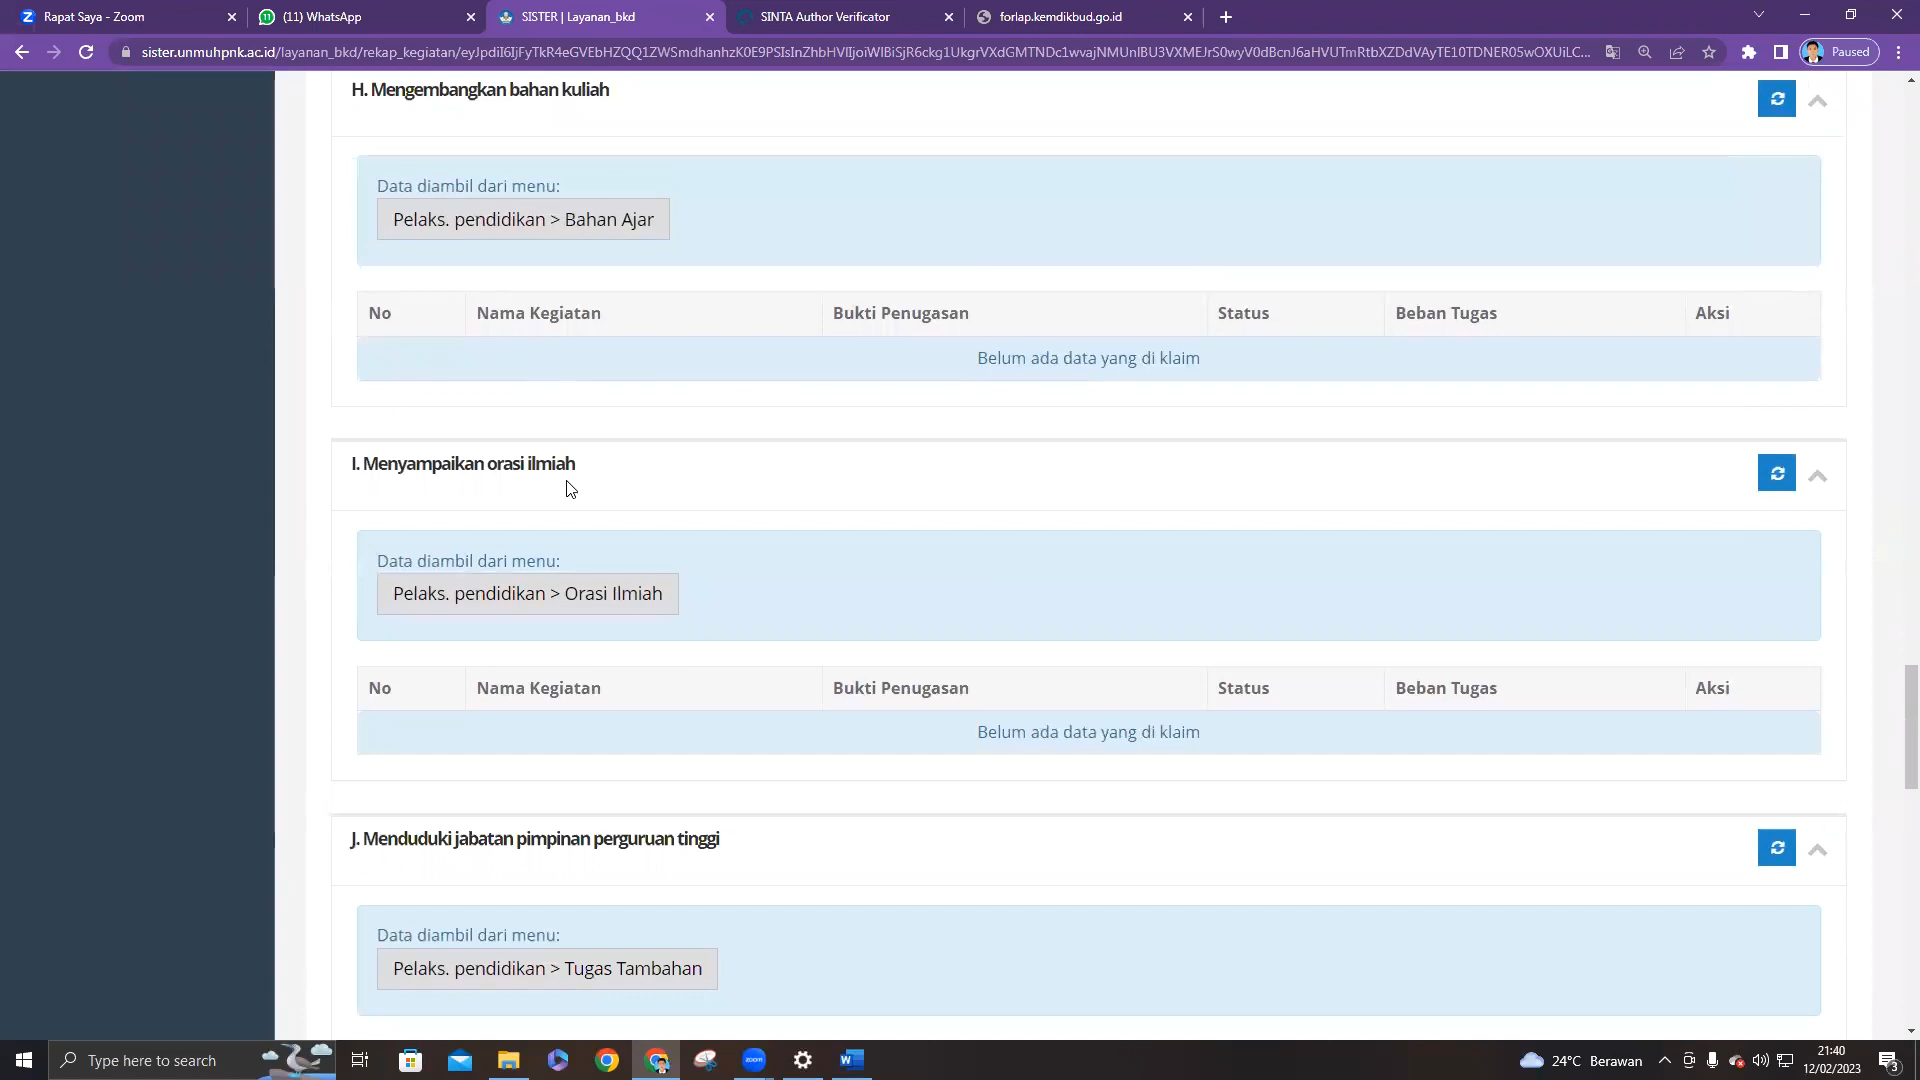 Rapat Saya - Zoom
(11) WhatsApp
SISTER | Layanan_bkd
SINTA Author Verificator
forlap.kemdikbud.go.id
Paused
H. Mengembangkan bahan kuliah
Data diambil dari menu:
Pelaks. pendidikan > Bahan Ajar
No Nama Kegiatan Bukti Penugasan Status Beban Tugas Aksi
Belum ada data yang di klaim
I. Menyampaikan orasi ilmiah
Data diambil dari menu:
Pelaks. pendidikan > Orasi Ilmiah
No Nama Kegiatan Bukti Penugasan Status Beban Tugas Aksi
Belum ada data yang di klaim
J. Menduduki jabatan pimpinan perguruan tinggi
Data diambil dari menu:
Pelaks. pendidikan > Tugas Tambahan
Type here to search
24°C Berawan
21:40
12/02/2023
3